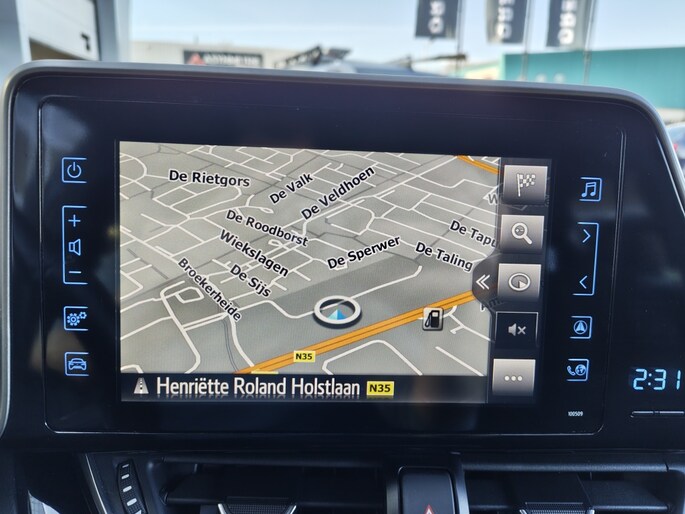 De Rietgors
De Valk
De Veldhoen
De Roodborst
Wiekslagen
De Sperwer
De Tapu
De Taling
De Sijs
Broekerheide
N35
Henriëtte Roland Holstlaan N35
2:31
100509